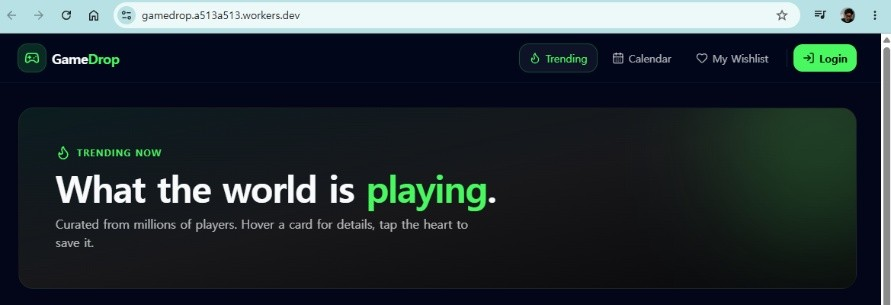 gamedrop.a513a513.workers.dev
GameDrop
Trending
Calendar
My Wishlist
Login
TRENDING NOW
What the world is playing.
Curated from millions of players. Hover a card for details, tap the heart to
save it.